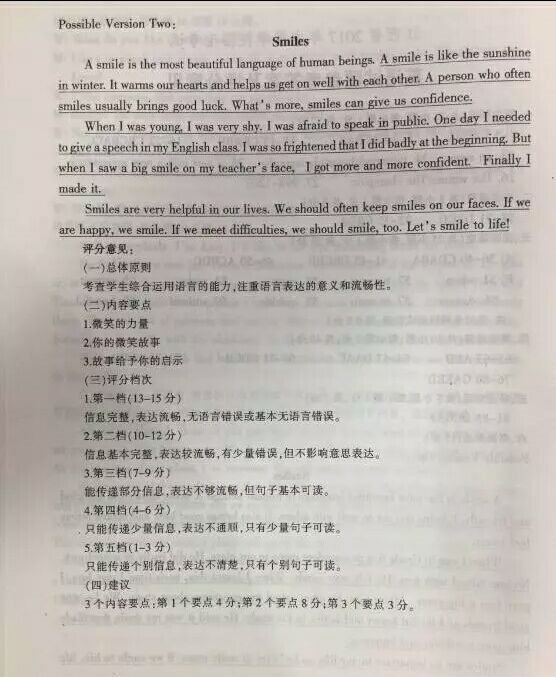 Possible Version Two:
Smiles
A smile is the most beautiful language of human beings. A smile is like the sunshine
in winter. It warms our hearts and helps us get on well with each other. A person who often
smiles usually brings good luck. What's more, smiles can give us confidence.
When I was young, I was very shy. I was afraid to speak in public. One day I needed
to give a speech in my English class. I was so frightened that I did badly at the beginning. But
when I saw a big smile on my teacher's face, I got more and more confident. Finally I
made it.
Smiles are very helpful in our lives. We should often keep smiles on our faces. If we
are happy, we smile. If we meet difficulties, we should smile, too. Let's smile to life!
评分意见:
(一)总体原则
考查学生综合运用语言的能力,注重语言表达的意义和流畅性。
(二)内容要点
1.微笑的力量
2.你的微笑故事
3.故事给予你的启示
(三)评分档次
1.第一档(13-15 分)
信息完整,表达流畅,无语言错误或基本无语言错误。
2.第二档(10-12 分)
信息基本完整,表达较流畅,有少量错误,但不影响意思表达。
3.第三档(7-9 分)
能传递部分信息,表达不够流畅,但句子基本可读。
4.第四档(4-6 分)
只能传递少量信息,表达不通顺,只有少量句子可读。
5.第五档(1-3 分)
只能传递个别信息,表达不清楚,只有个别句子可读。
(四)建议
3个内容要点:第1个要点4分;第2个要点8分;第3个要点3分。